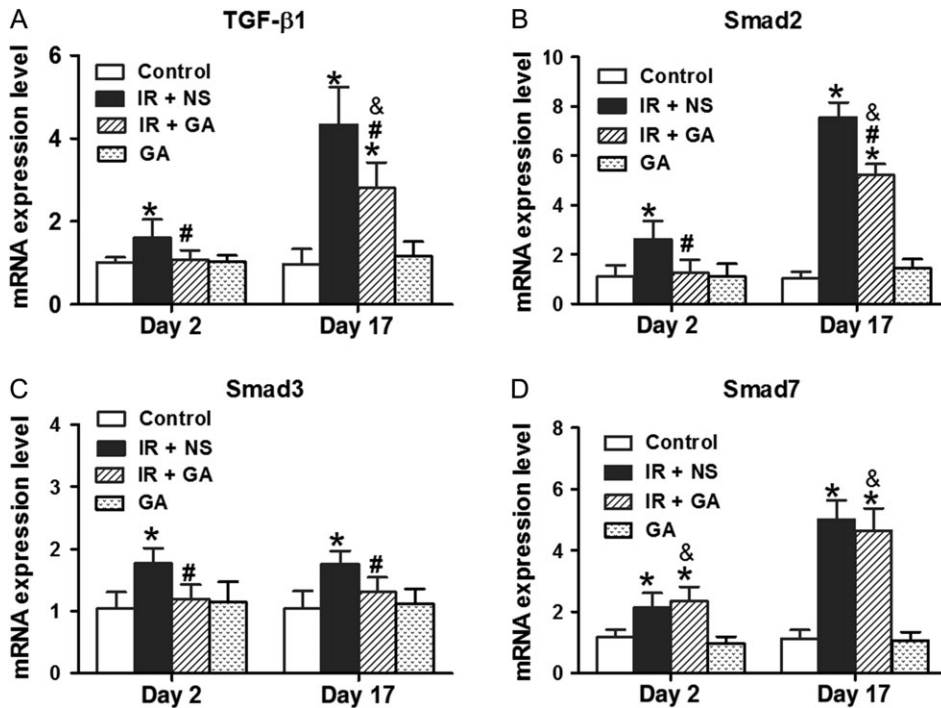 A
TGF-β1
mRNA expression level
6
4
2
0
Control
IR + NS
IR + GA
GA
*
#
*
&
#
*
Day 2
Day 17
B
Smad2
mRNA expression level
10
8
6
4
2
0
Control
IR + NS
IR + GA
GA
*
#
*
&
#
*
Day 2
Day 17
C
Smad3
mRNA expression level
4
3
2
1
0
Control
IR + NS
IR + GA
GA
*
#
*
#
Day 2
Day 17
D
Smad7
mRNA expression level
8
6
4
2
0
Control
IR + NS
IR + GA
GA
*
&
*
*
&
*
Day 2
Day 17